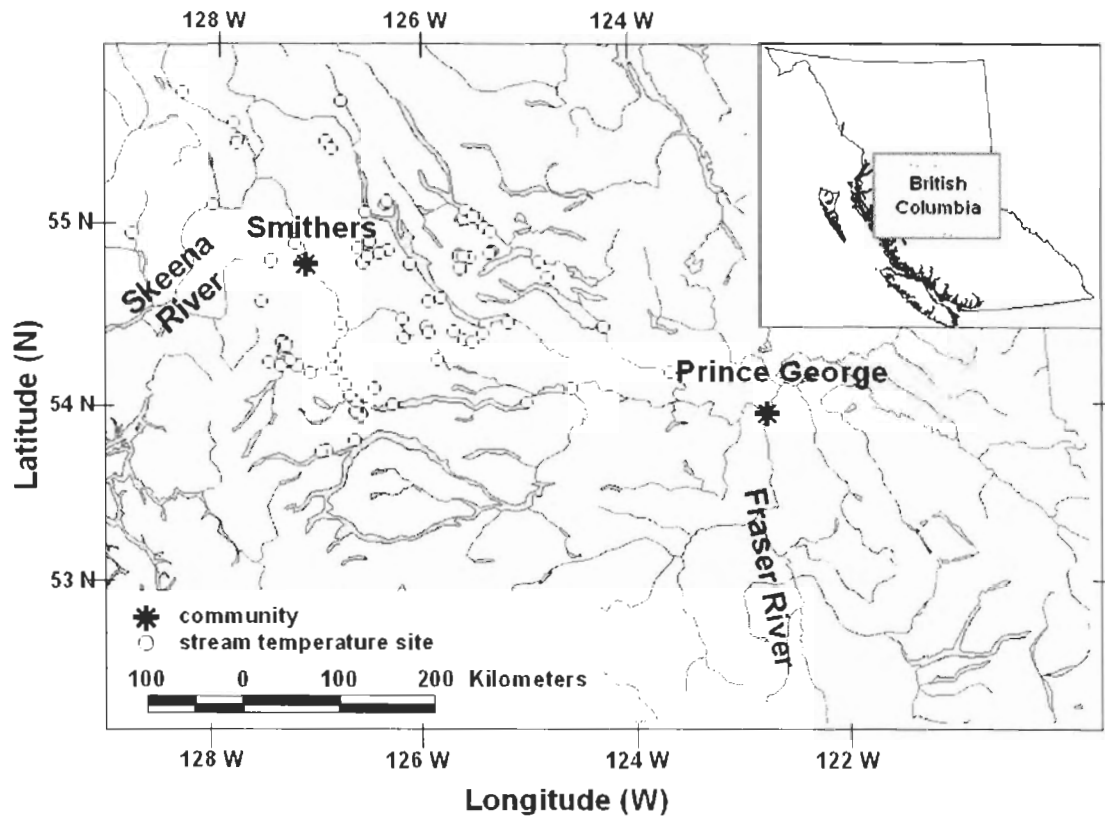 128 W
126 W
124 W
British
Columbia
55 N
Smithers
Skeena
River
Prince George
54 N
Latitude (N)
Fraser River
53 N
community
stream temperature site
100 0 100 200 Kilometers
128 W
126 W
124 W
122 W
Longitude (W)